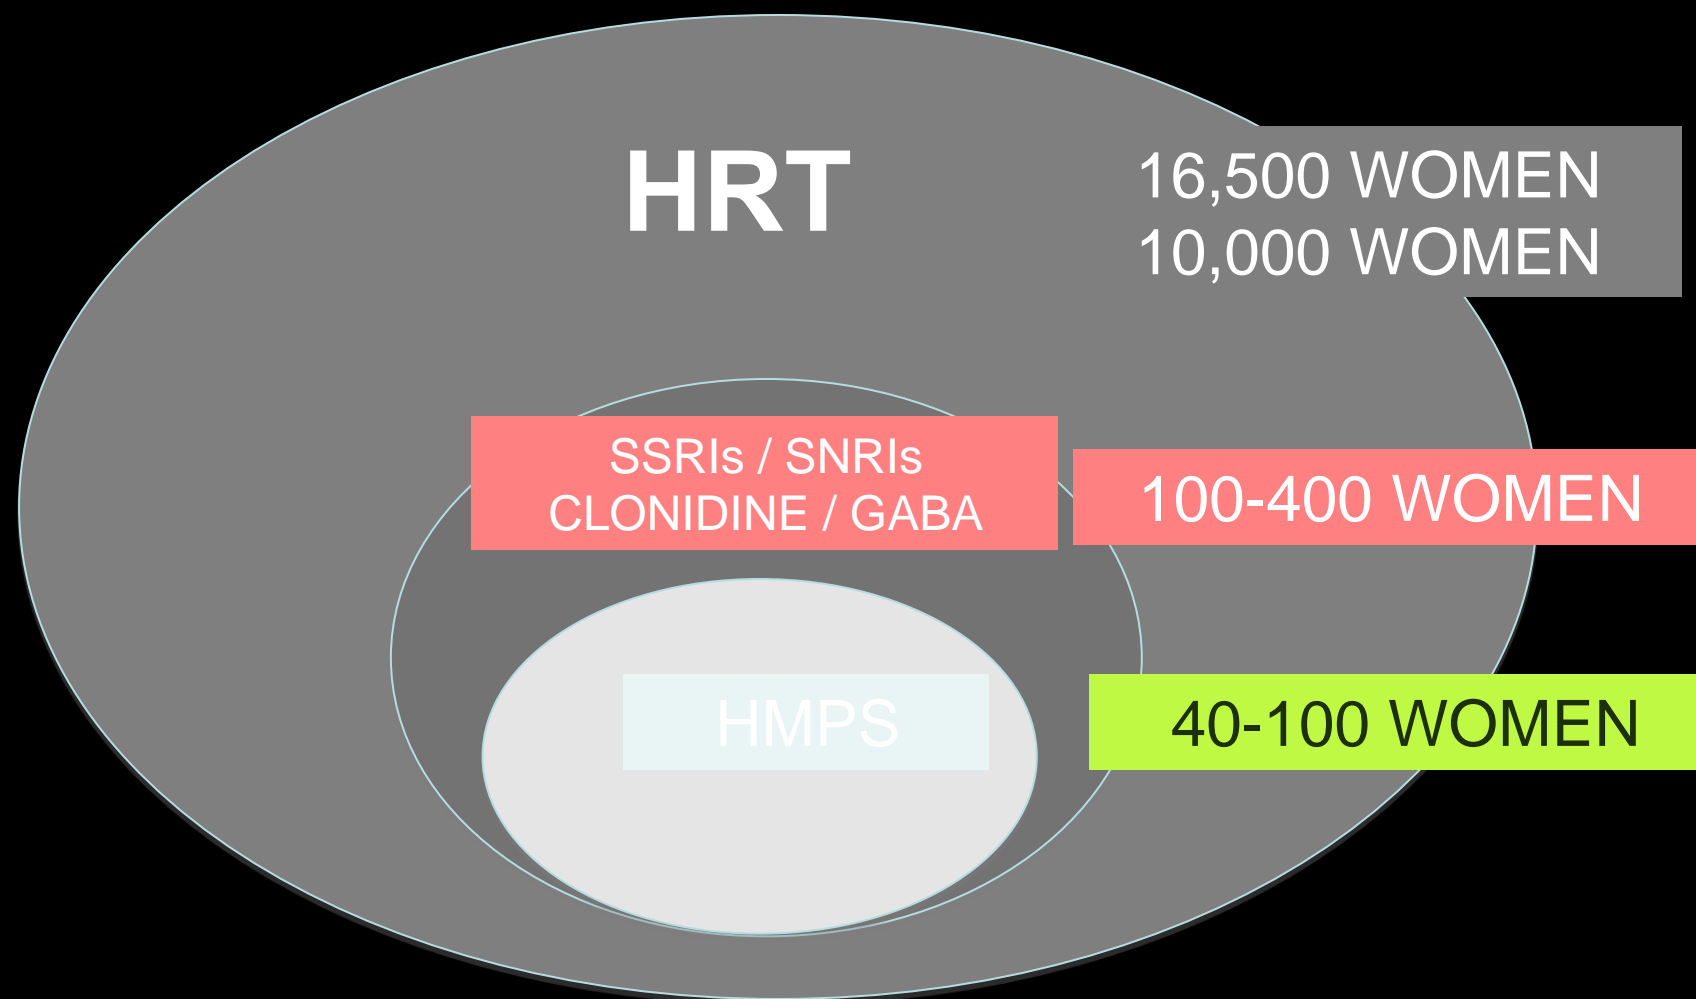 HRT
16,500 WOMEN
10,000 WOMEN
SSRIs / SNRIs
CLONIDINE / GABA
100-400 WOMEN
HMPS
40-100 WOMEN